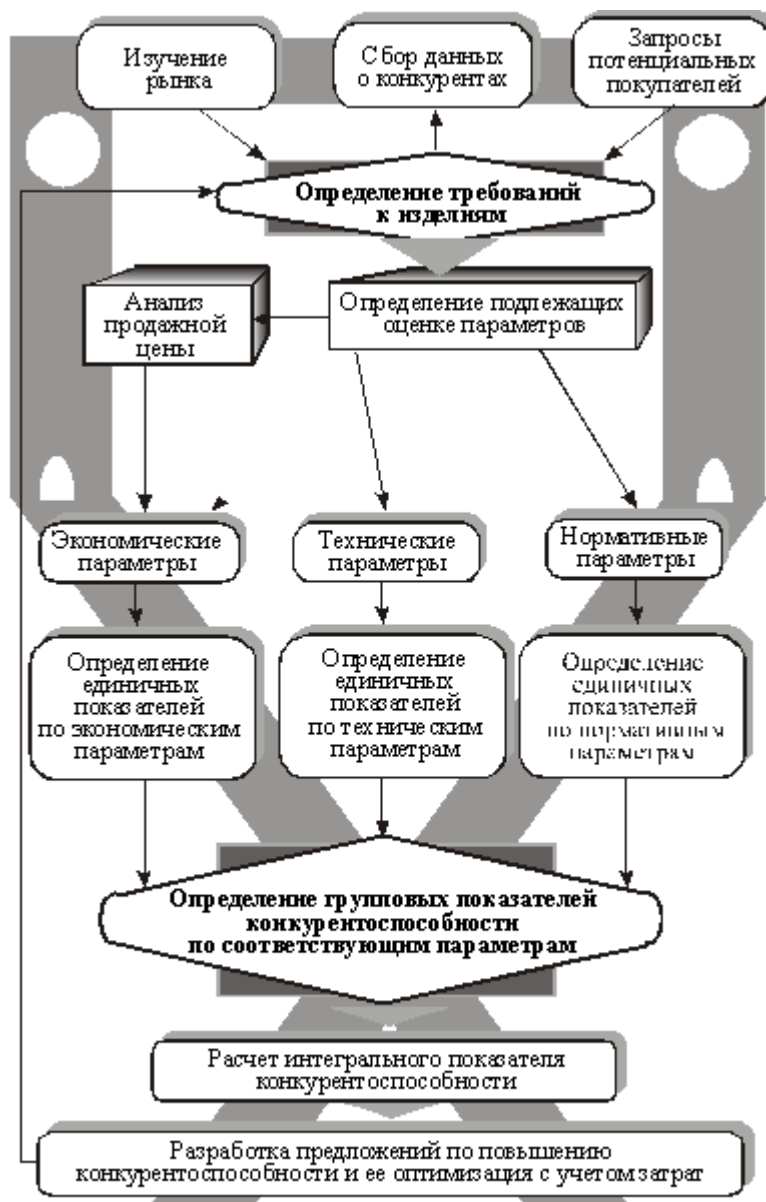 Изучение
рынка
Сбор данных
о конкурентах
Запросы
потенциальных
покупателей
Определение требований
к изделиям
Анализ
продажной
цены
Определение подлежащих
оценке параметров
Экономические
параметры
Технические
параметры
Нормативные
параметры
Определение
единичных
показателей
по экономическим
параметрам
Определение
единичных
показателей
по техническим
параметрам
Определение
единичных
показателей
по нормативным
параметрам
Определение групповых показателей
конкурентоспособности
по соответствующим параметрам
Расчет интегрального показателя
конкурентоспособности
Разработка предложений по повышению
конкурентоспособности и ее оптимизация с учетом затрат